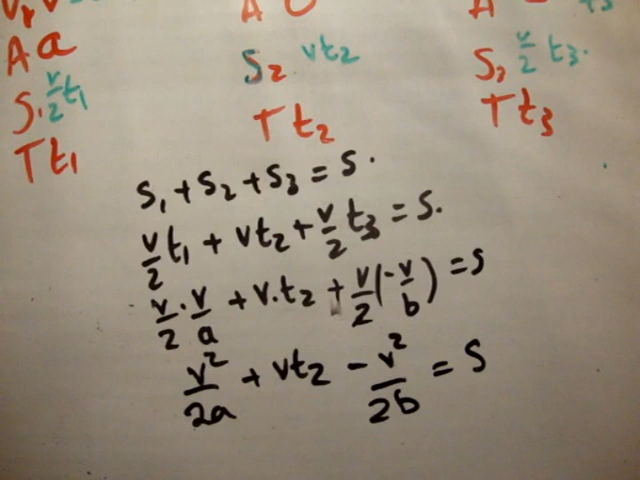 A a
S₁ v/2 t₁
S₂ vt₂
S₃ v/2 t₃.
T t₁
T t₂
T t₃
S₁ + S₂ + S₃ = S.
v/2 t₁ + vt₂ + v/2 t₃ = S.
v/2 · v/a + v.t₂ + v/2 (-v/b) = S
v²/2a + vt₂ - v²/2b = S